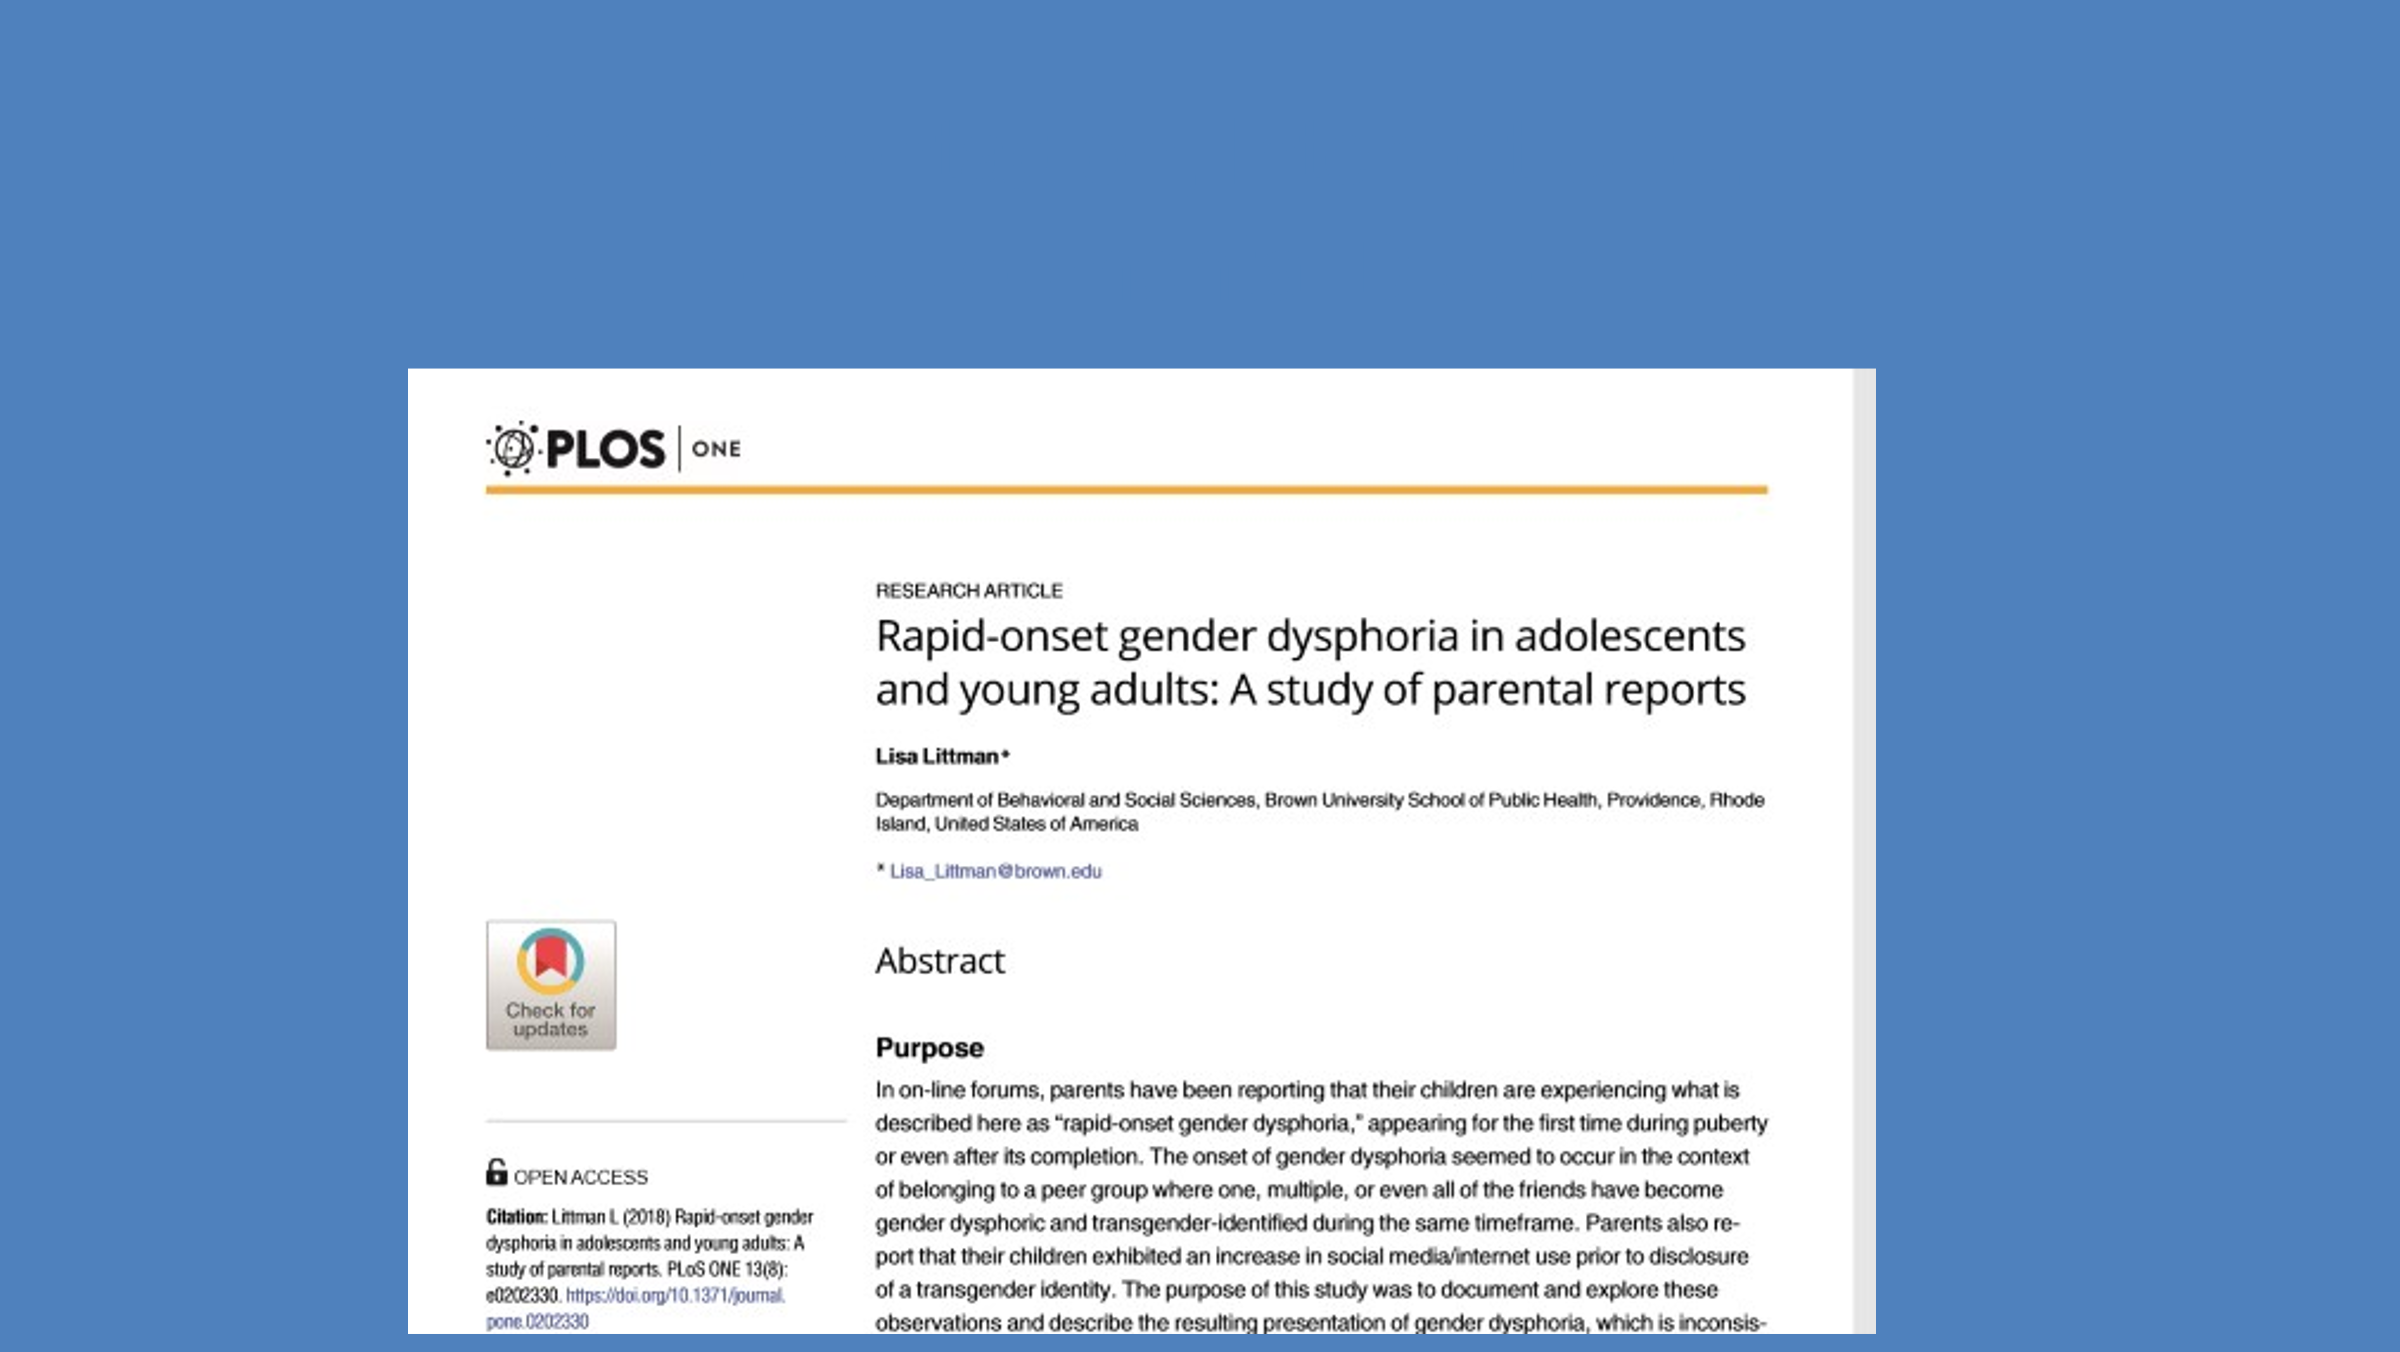 PLOS | ONE
RESEARCH ARTICLE
Rapid-onset gender dysphoria in adolescents
and young adults: A study of parental reports
Lisa Littman*
Department of Behavioral and Social Sciences, Brown University School of Public Health, Providence, Rhode
Island, United States of America
* Lisa_Littman@brown.edu
Check for
updates
OPEN ACCESS
Citation: Littman L (2018) Rapid-onset gender
dysphoria in adolescents and young adults: A
study of parental reports. PLoS ONE 13(8):
e0202330. https://doi.org/10.1371/journal.
pone.0202330
Abstract
Purpose
In on-line forums, parents have been reporting that their children are experiencing what is
described here as “rapid-onset gender dysphoria,” appearing for the first time during puberty
or even after its completion. The onset of gender dysphoria seemed to occur in the context
of belonging to a peer group where one, multiple, or even all of the friends have become
gender dysphoric and transgender-identified during the same timeframe. Parents also re-
port that their children exhibited an increase in social media/internet use prior to disclosure
of a transgender identity. The purpose of this study was to document and explore these
observations and describe the resulting presentation of gender dysphoria, which is inconsis-